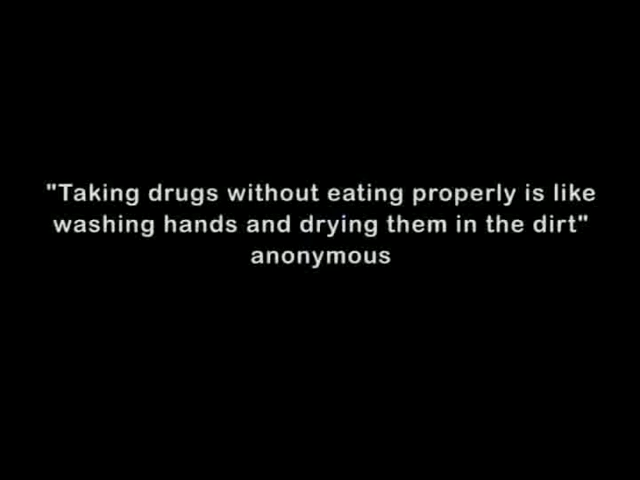 "Taking drugs without eating properly is like
washing hands and drying them in the dirt"
anonymous